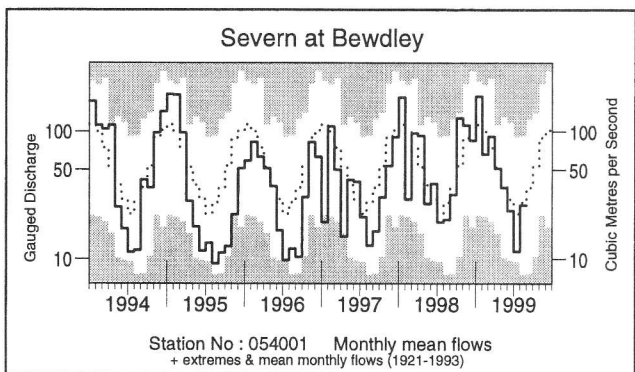 Severn at Bewdley
Gauged Discharge
100
50
10
100
50
10
Cubic Metres per Second
1994 1995 1996 1997 1998 1999
Station No : 054001 Monthly mean flows
+ extremes & mean monthly flows (1921-1993)